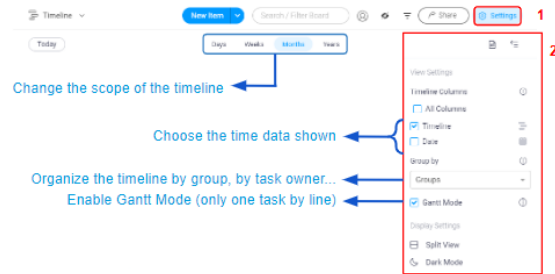 Timeline
New Item
Search / Filter Board
Share
Settings
1
Today
Days Weeks Months Years
2
View Settings
Change the scope of the timeline
Timeline Columns
All Columns
Timeline
Choose the time data shown
Date
Group by
Organize the timeline by group, by task owner...
Groups
Enable Gantt Mode (only one task by line)
Gantt Mode
Display Settings
Split View
Dark Mode